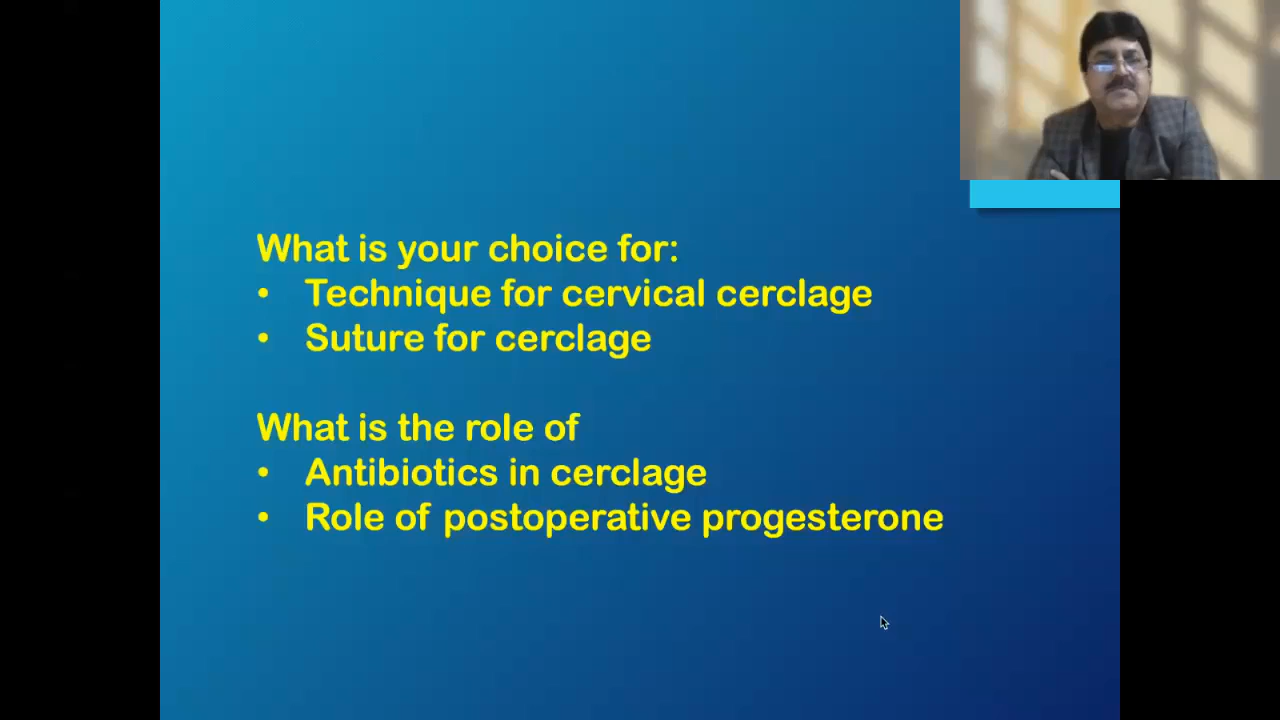 What is your choice for:
• Technique for cervical cerclage
• Suture for cerclage
What is the role of
• Antibiotics in cerclage
• Role of postoperative progesterone